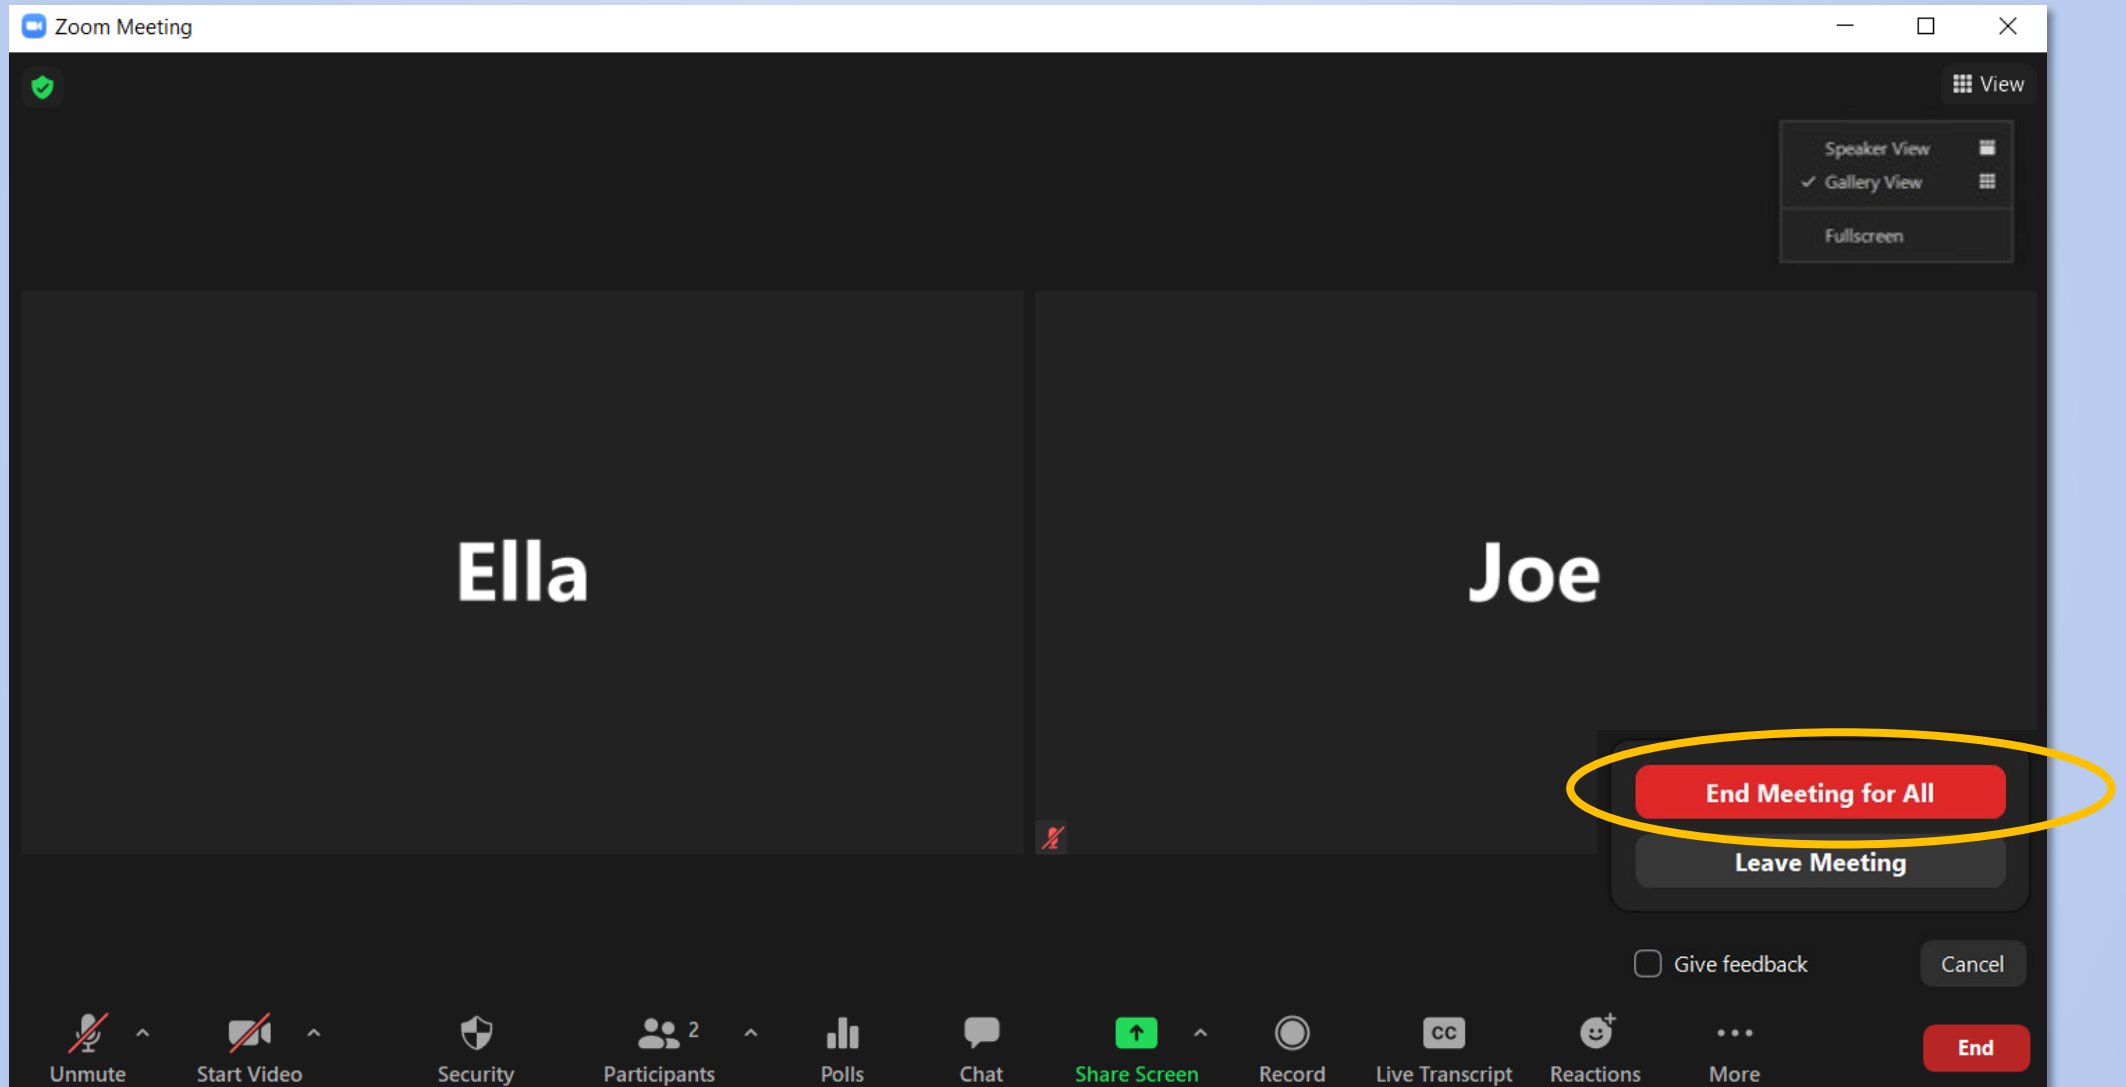 Zoom Meeting
View
Speaker View
Gallery View
Fullscreen
Ella
Joe
End Meeting for All
Leave Meeting
Give feedback
Cancel
2
CC
End
Unmute
Start Video
Security
Participants
Polls
Chat
Share Screen
Record
Live Transcript
Reactions
More